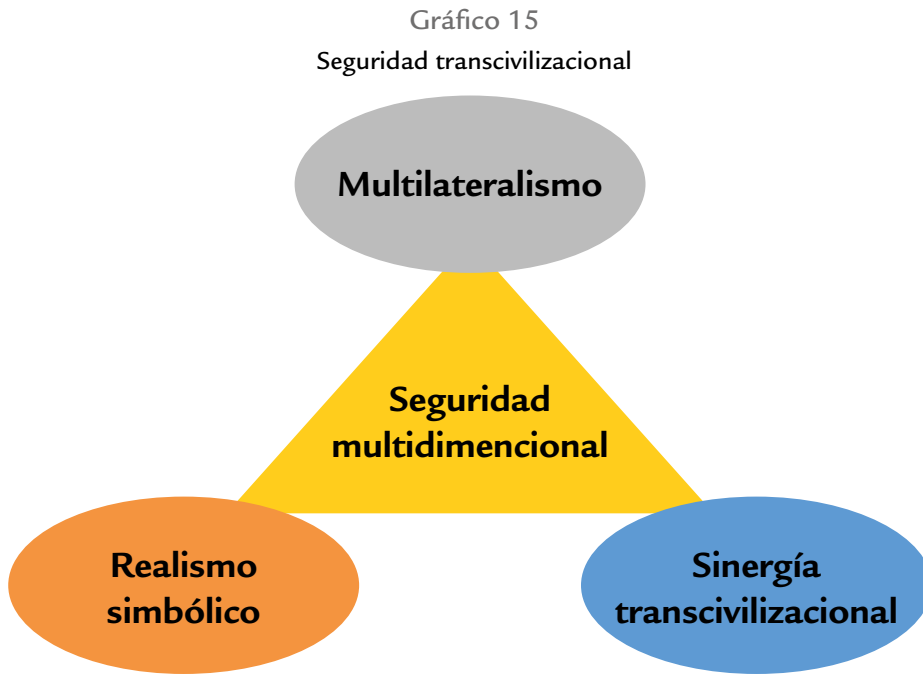 Gráfico 15
Seguridad transcivilizacional
Multilateralismo
Seguridad
multidimencional
Realismo
simbólico
Sinergía
transcivilizacional